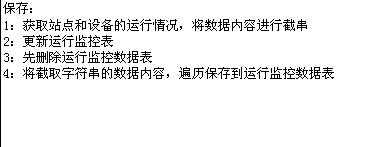 保存:
1: 获取站点和设备的运行情况，将数据内容进行截串
2: 更新运行监控表
3: 先删除运行监控数据表
4: 将截取字符串的数据内容，遍历保存到运行监控数据表